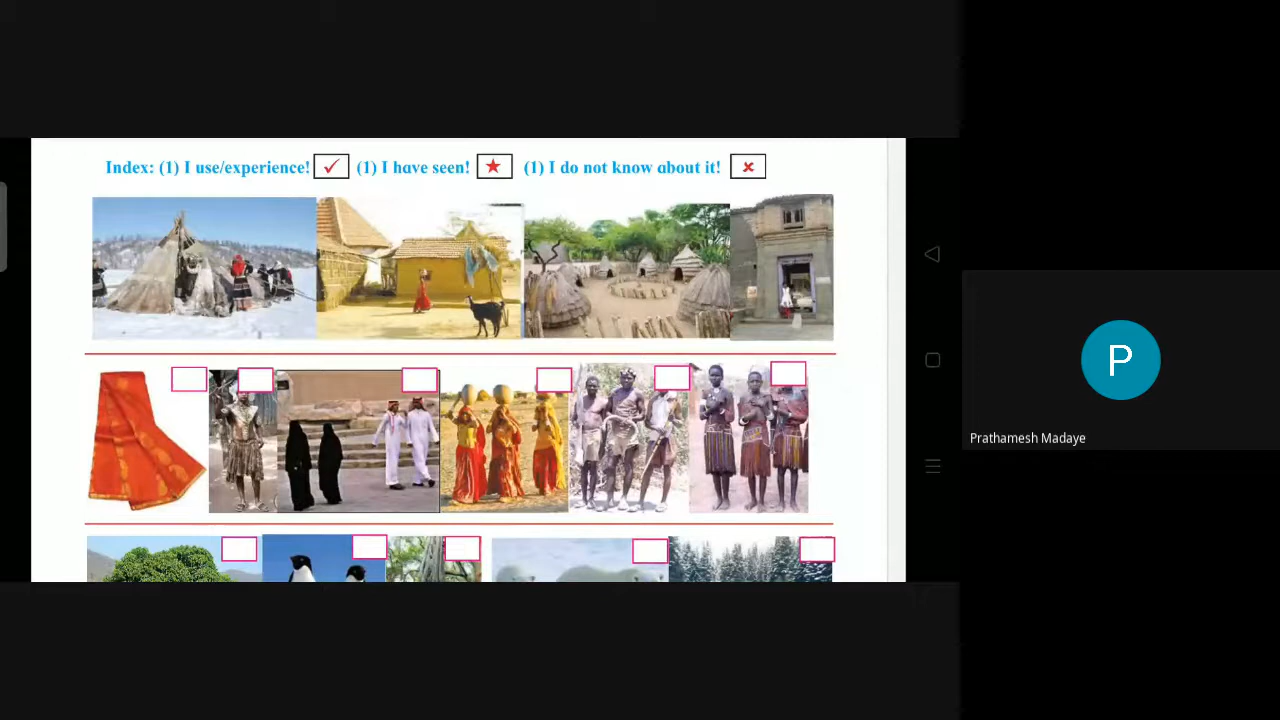 Index: (1) I use/experience! (1) I have seen! (1) I do not know about it!
P
Prathamesh Madaye